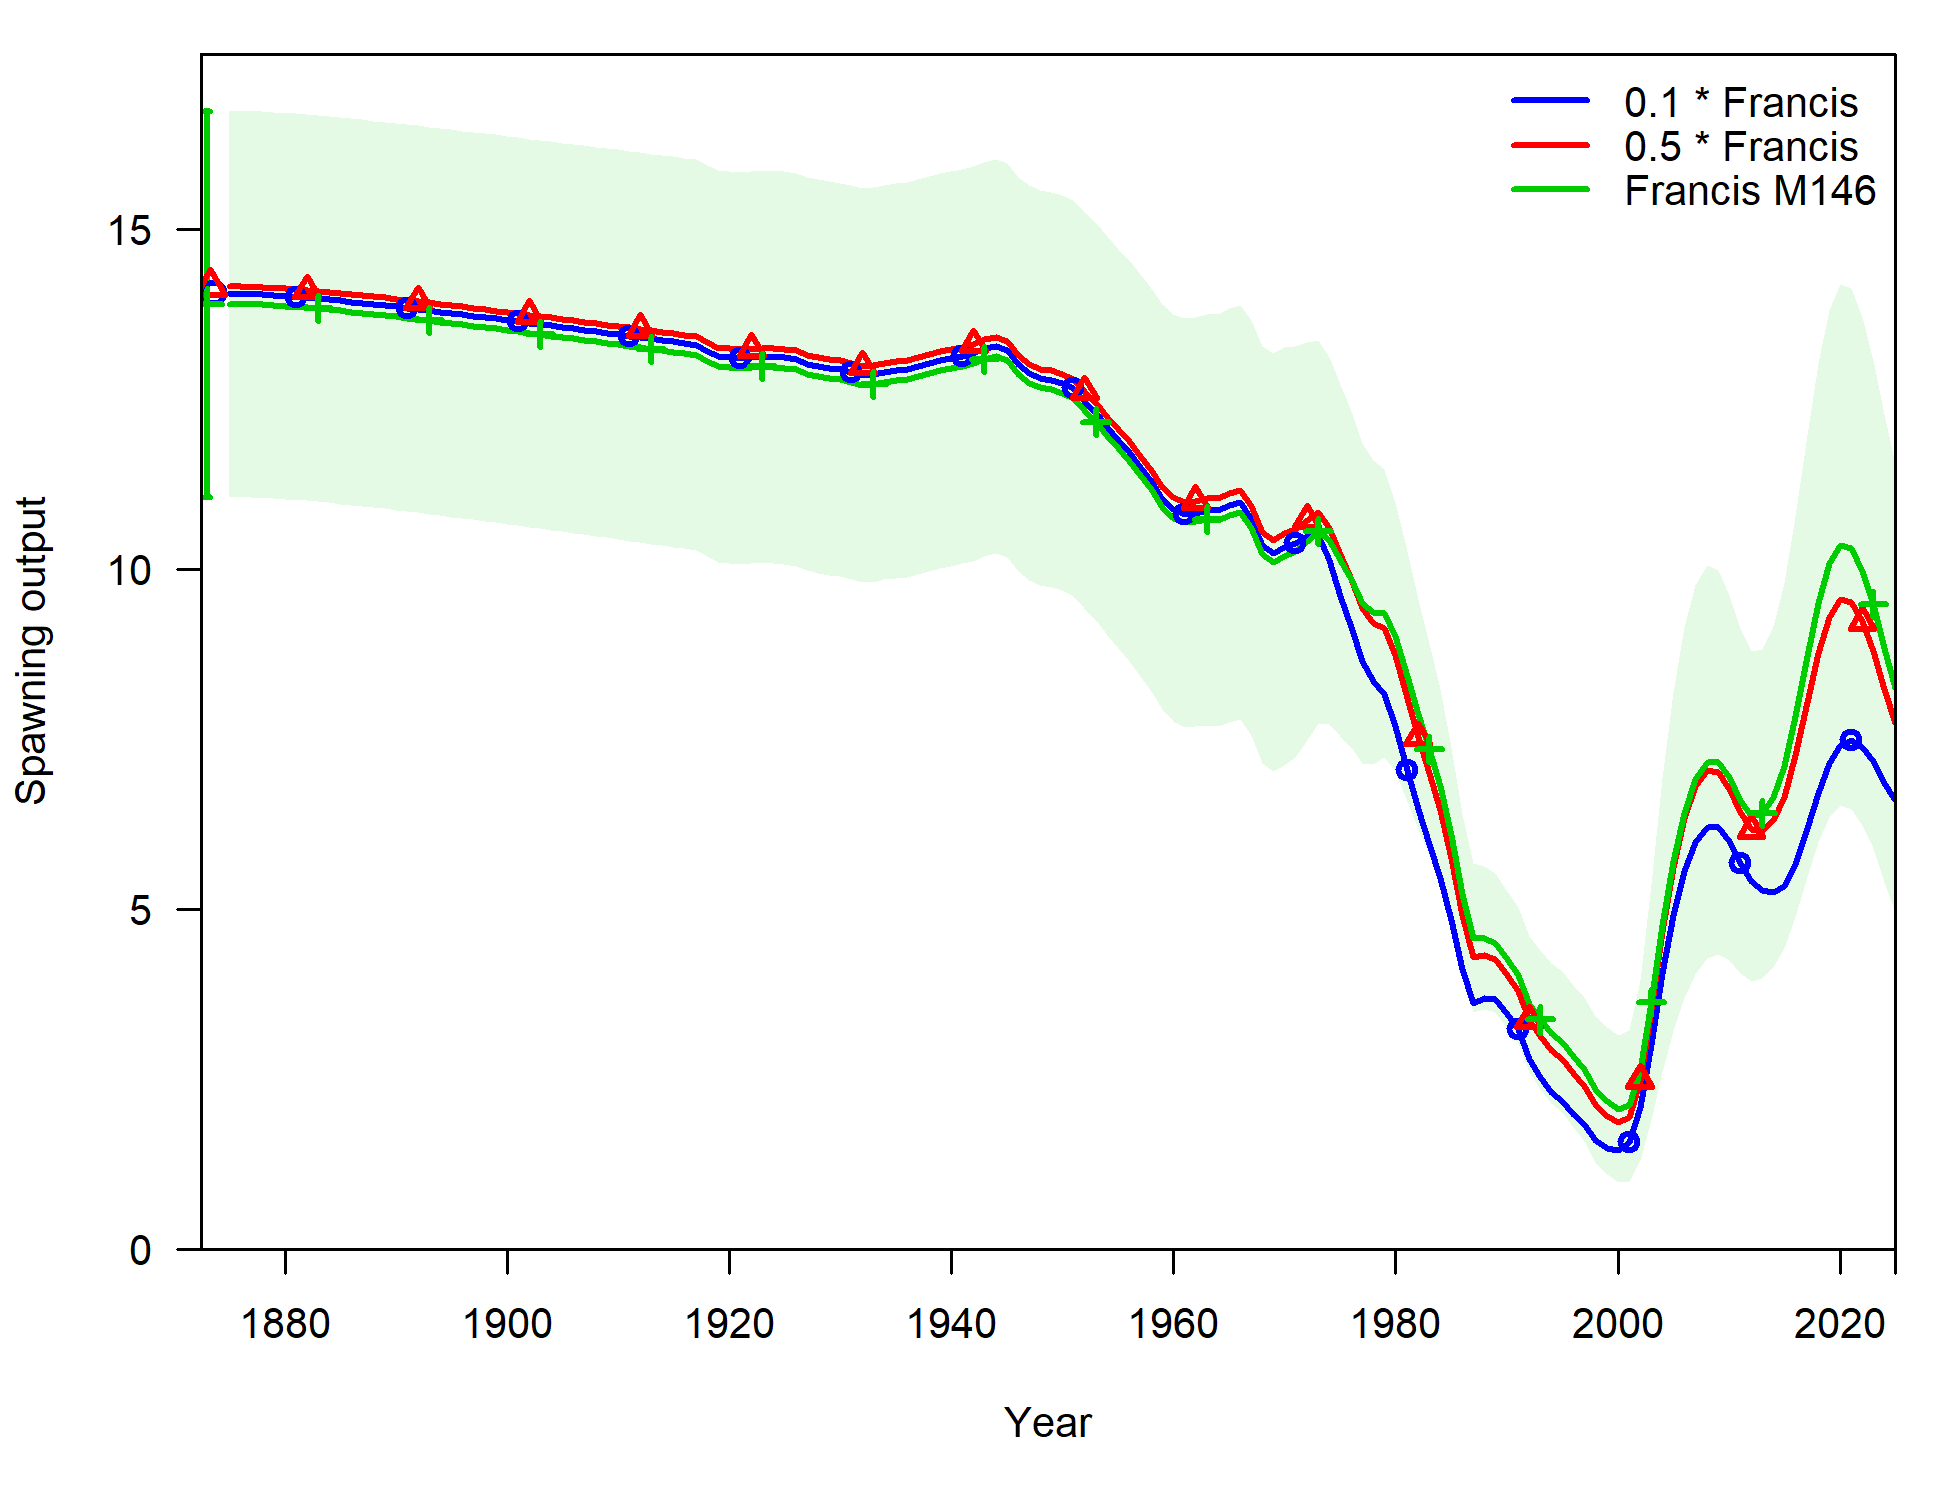 0.1 * Francis
0.5 * Francis
Francis M146
15
10
5
0
Spawning output
1880 1900 1920 1940 1960 1980 2000 2020
Year